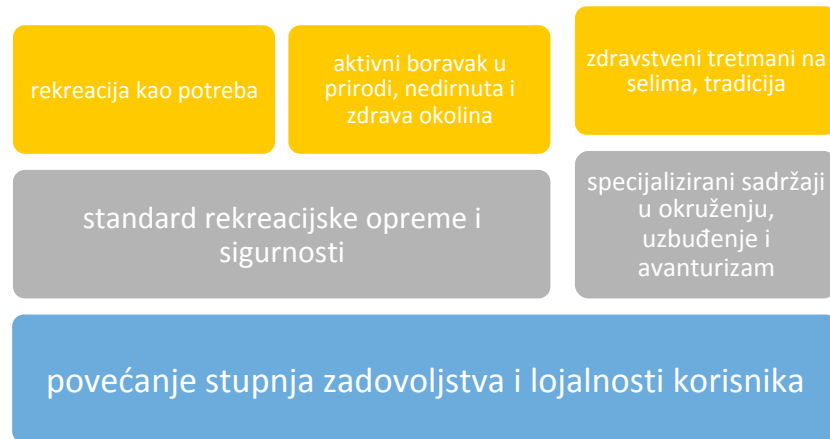 rekreacija kao potreba
aktivni boravak u
prirodi, nedirnuta i
zdrava okolina
zdravstveni tretmani na
selima, tradicija
standard rekreacijske opreme i
sigurnosti
specijalizirani sadržaji
u okruženju,
uzbuđenje i
avanturizam
povećanje stupnja zadovoljstva i lojalnosti korisnika